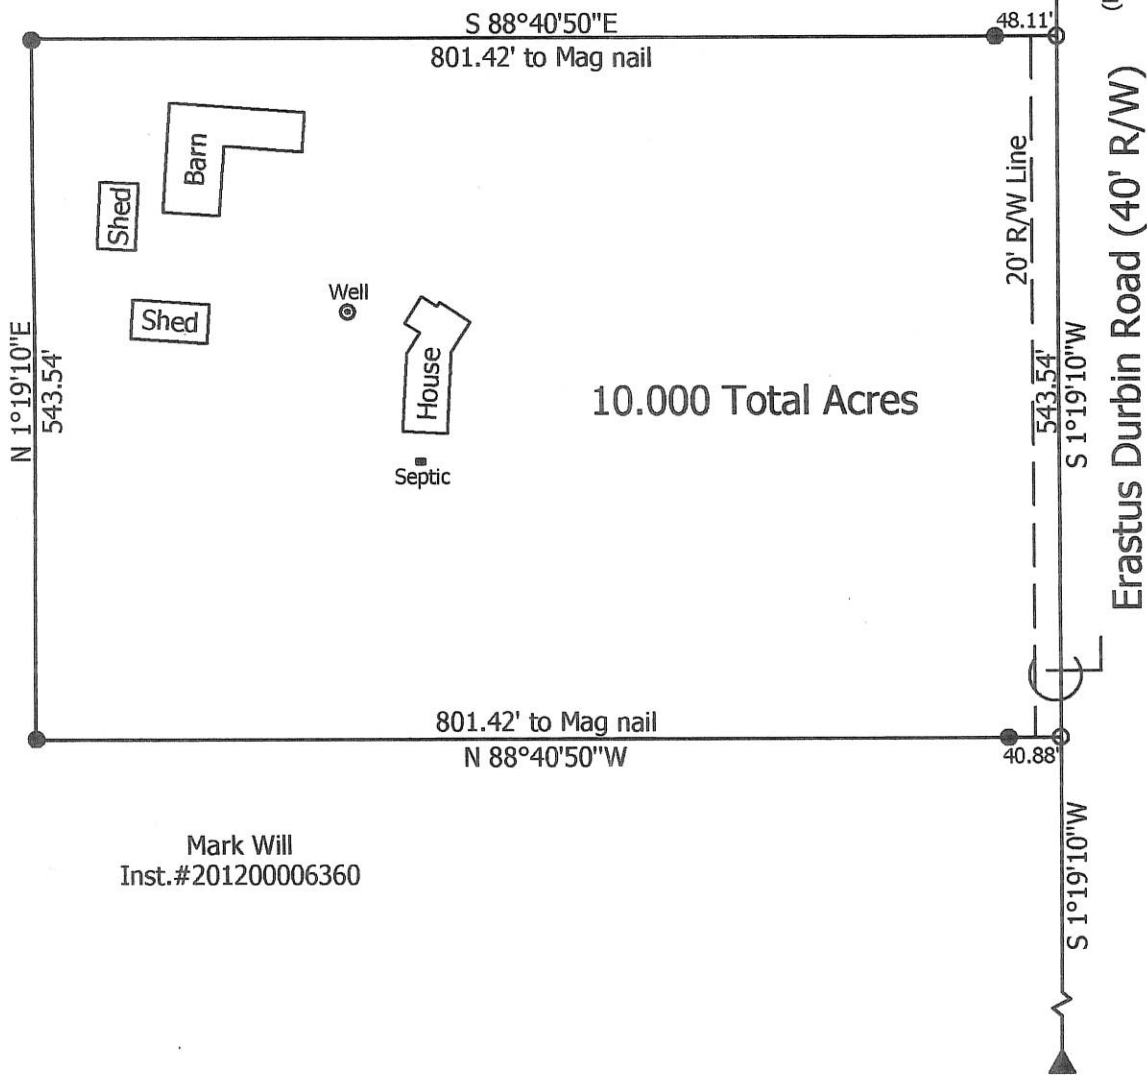 S 88°40'50"E
801.42' to Mag nail
48.11'
Barn
Shed
Shed
Well
House
Septic
10.000 Total Acres
N 1°19'10"E
543.54'
20' R/W Line
543.54'
S 1°19'10"W
Erastus Durbin Road (40' R/W)
801.42' to Mag nail
N 88°40'50"W
40.88'
Mark Will
Inst.#201200006360
S 1°19'10"W